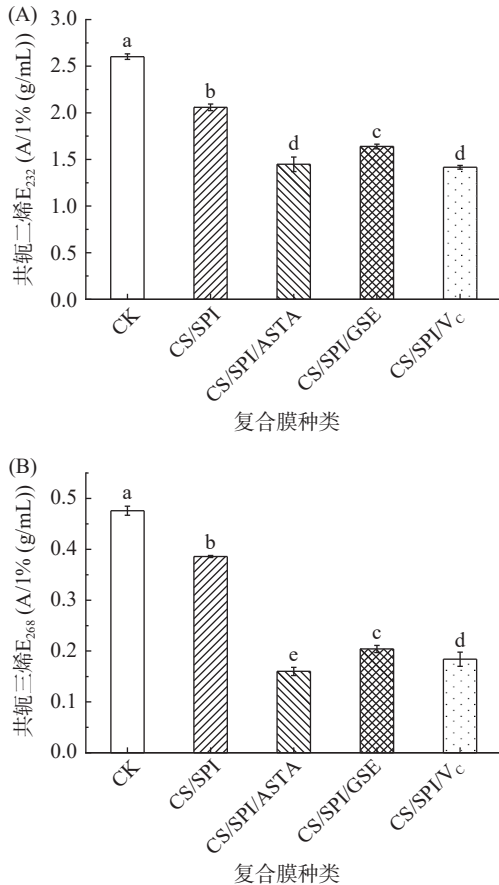 (A)
共轭二烯E₂₃₂ (A/1% (g/mL))
3.0
2.5
2.0
1.5
1.0
0.5
0.0
a
b
d
c
d
CK
CS/SPI
CS/SPI/ASTA
CS/SPI/GSE
CS/SPI/V_C
复合膜种类
(B)
共轭三烯E₂₆₈ (A/1% (g/mL))
0.5
0.4
0.3
0.2
0.1
0.0
a
b
e
c
d
CK
CS/SPI
CS/SPI/ASTA
CS/SPI/GSE
CS/SPI/V_C
复合膜种类